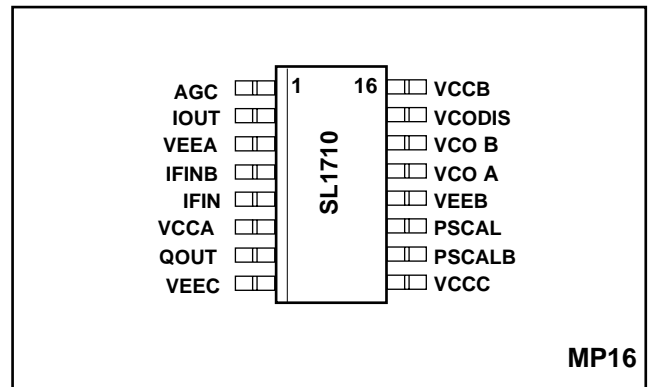 AGC 1 16 VCCB
IOUT VCODIS
VEEA VCO B
IFINB VCO A
IFIN VEEB
VCCA PSCAL
QOUT PSCALB
VEEC VCCC
SL1710
MP16